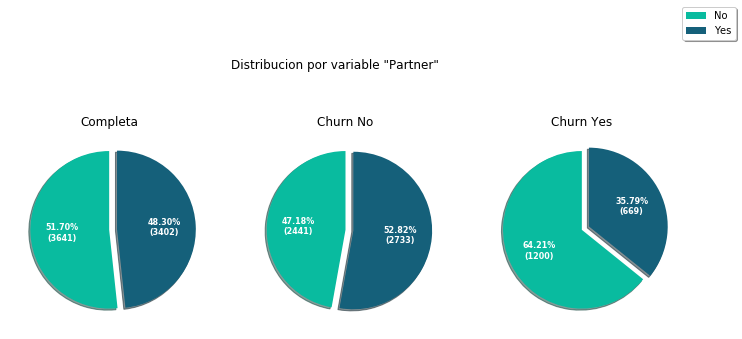 No
Yes
Distribucion por variable "Partner"
Completa
Churn No
Churn Yes
51.70%
(3641)
48.30%
(3402)
47.18%
(2441)
52.82%
(2733)
64.21%
(1200)
35.79%
(669)